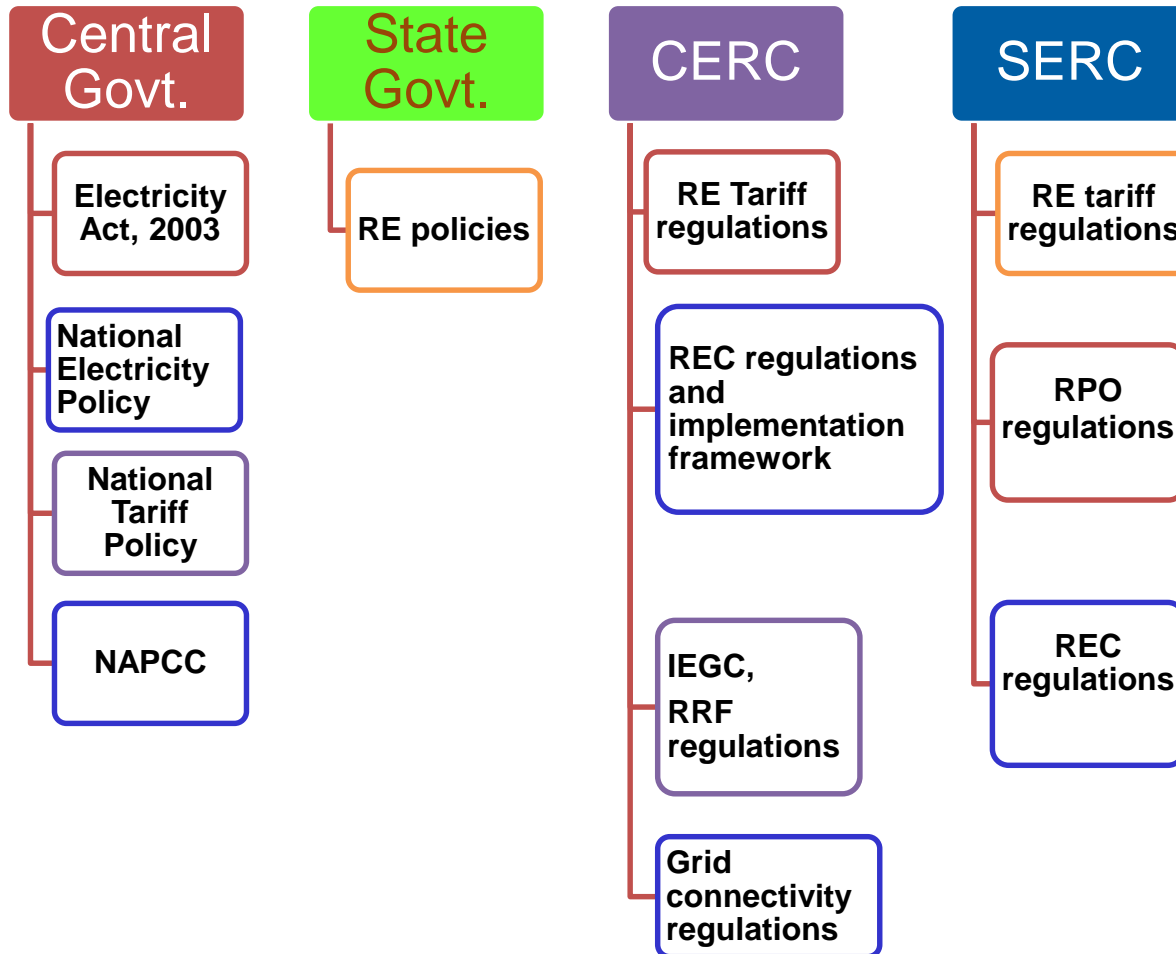 Central
Govt.
Electricity
Act, 2003
National
Electricity
Policy
National
Tariff
Policy
NAPCC
State
Govt.
RE policies
CERC
RE Tariff
regulations
REC regulations
and
implementation
framework
IEGC,
RRF
regulations
Grid
connectivity
regulations
SERC
RE tariff
regulations
RPO
regulations
REC
regulations